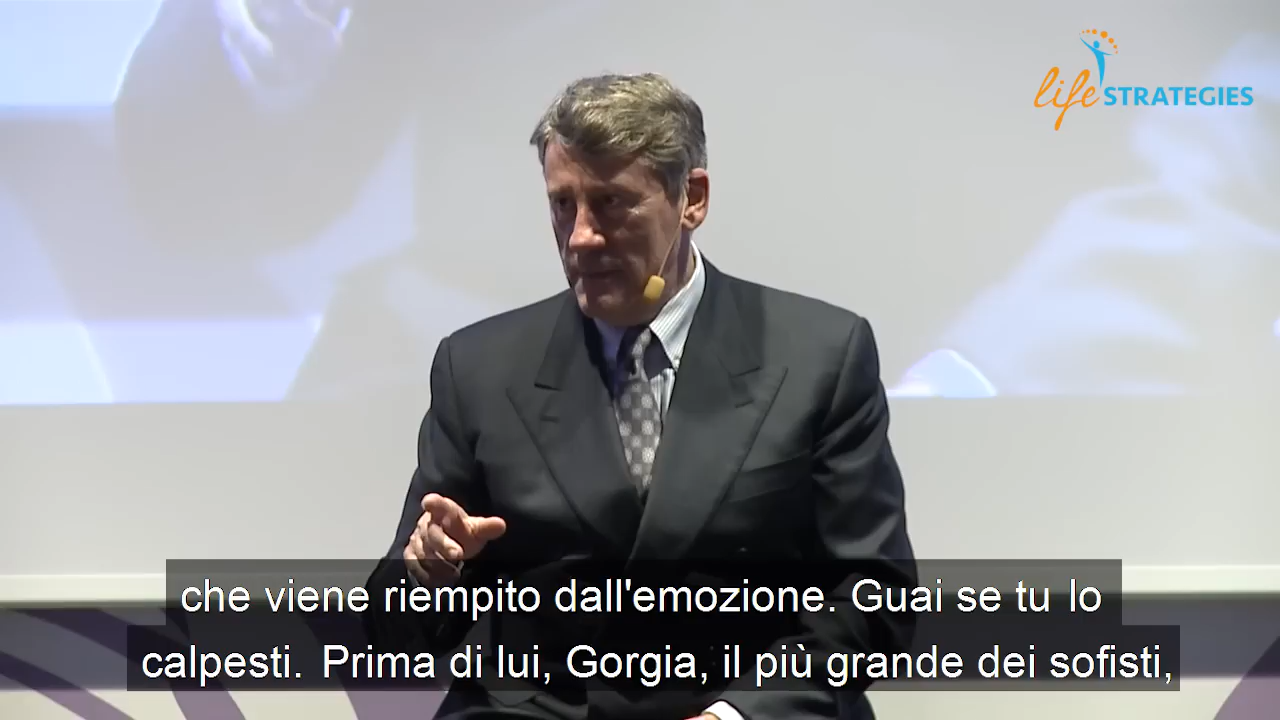 life STRATEGIES
che viene riempito dall'emozione. Guai se tu lo
calpesti. Prima di lui, Gorgia, il più grande dei sofisti,